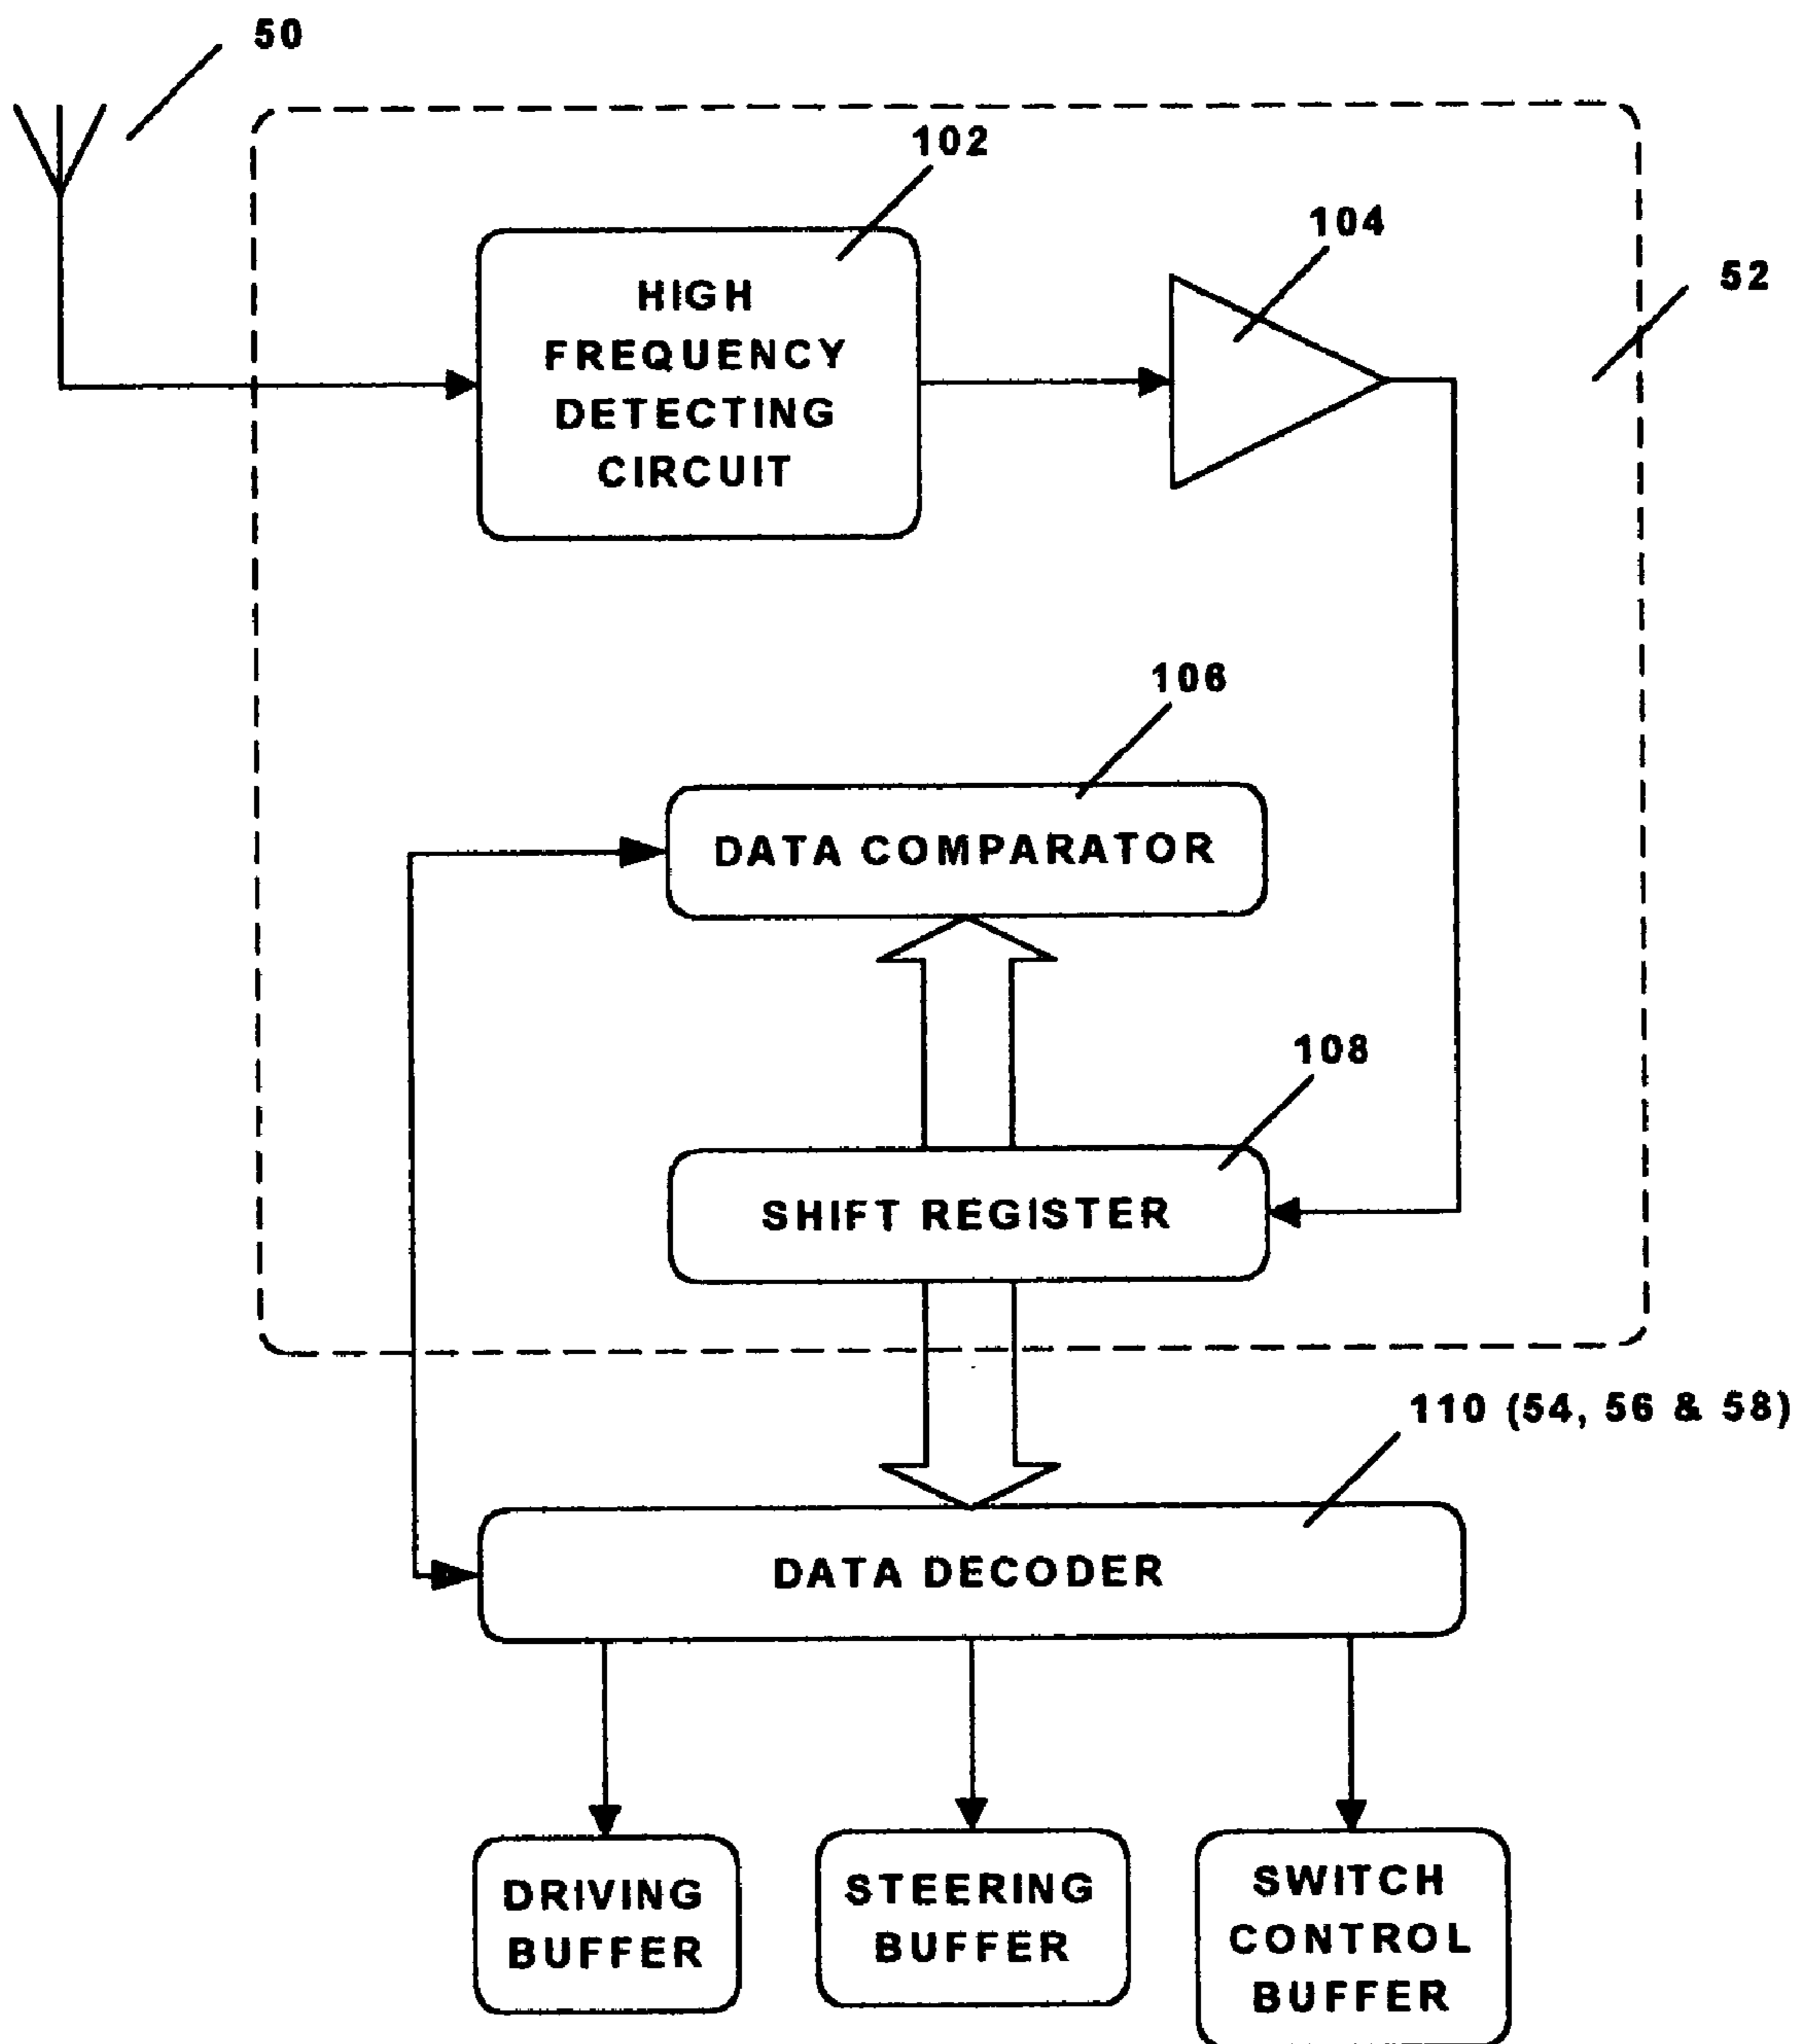 50
102
104
52
HIGH
FREQUENCY
DETECTING
CIRCUIT
106
DATA COMPARATOR
108
SHIFT REGISTER
110 (54, 56 & 58)
DATA DECODER
DRIVING
BUFFER
STEERING
BUFFER
SWITCH
CONTROL
BUFFER